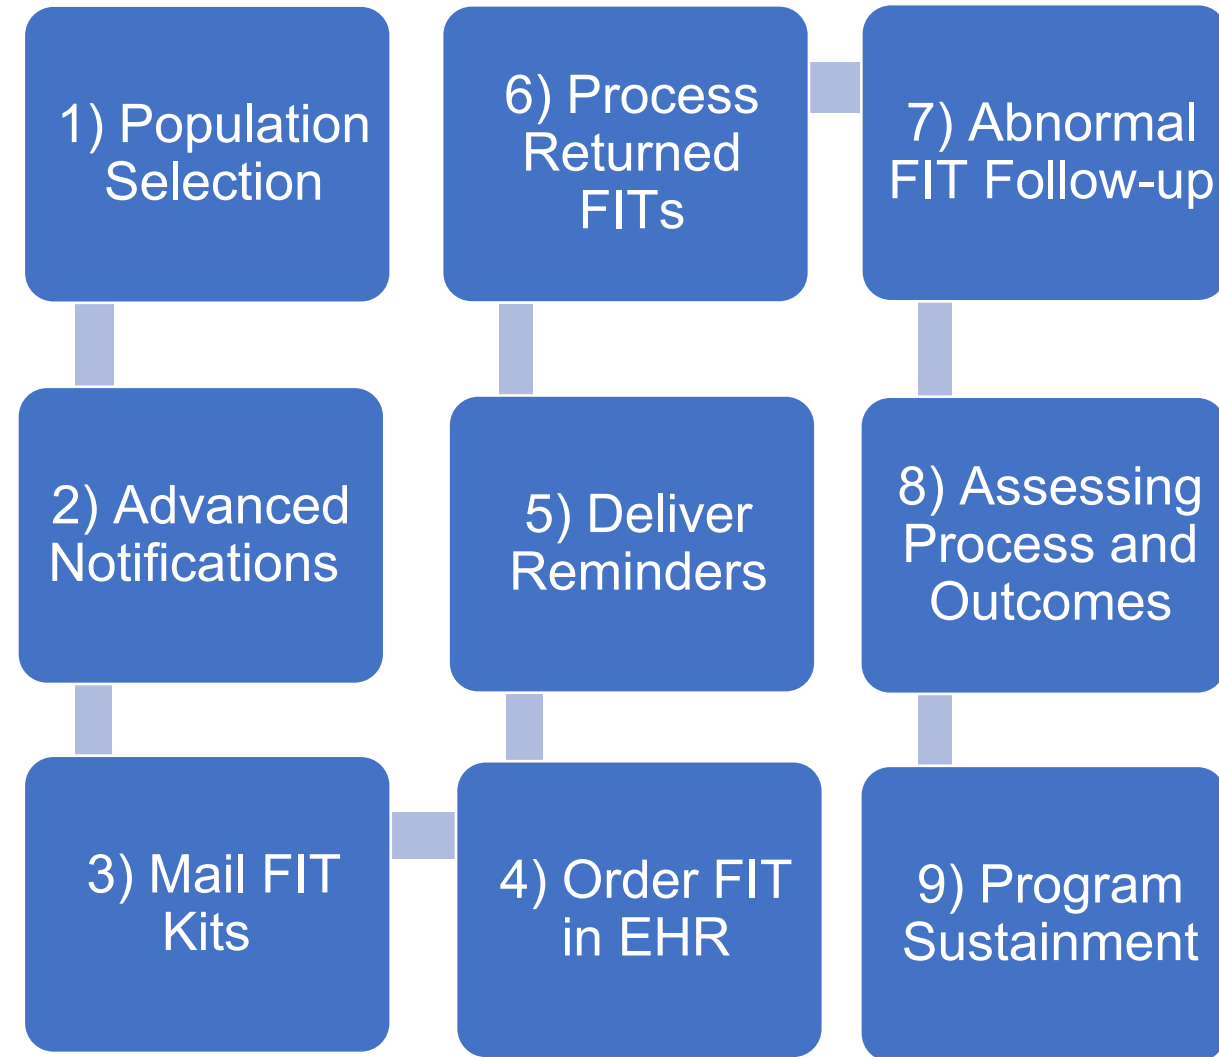 1) Population
Selection
2) Advanced
Notifications
3) Mail FIT
Kits
4) Order FIT
in EHR
5) Deliver
Reminders
6) Process
Returned
FITs
7) Abnormal
FIT Follow-up
8) Assessing
Process and
Outcomes
9) Program
Sustainment